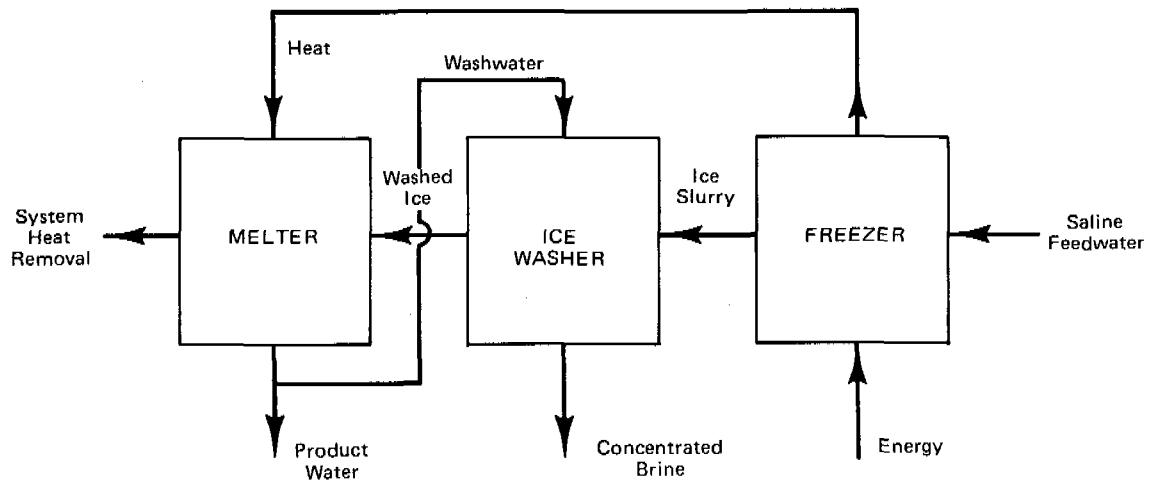 Heat
Washwater
Washed
Ice
Ice
Slurry
System
Heat
Removal
MELTER
ICE
WASHER
FREEZER
Saline
Feedwater
Product
Water
Concentrated
Brine
Energy